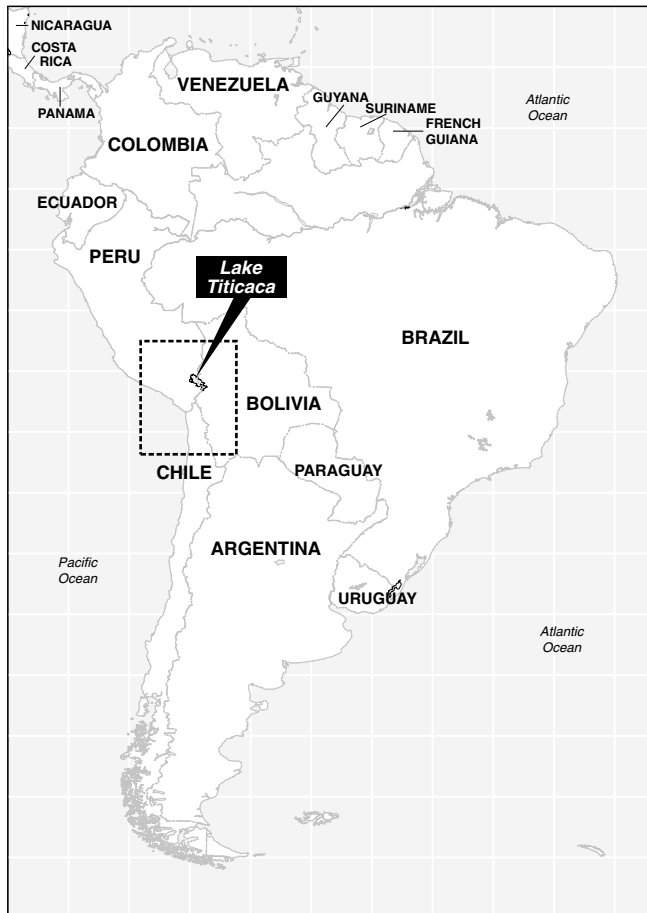 NICARAGUA
COSTA
RICA
PANAMA
VENEZUELA
GUYANA
SURINAME
FRENCH
GUIANA
Atlantic
Ocean
COLOMBIA
ECUADOR
PERU
Lake
Titicaca
BRAZIL
BOLIVIA
CHILE
PARAGUAY
ARGENTINA
Pacific
Ocean
URUGUAY
Atlantic
Ocean